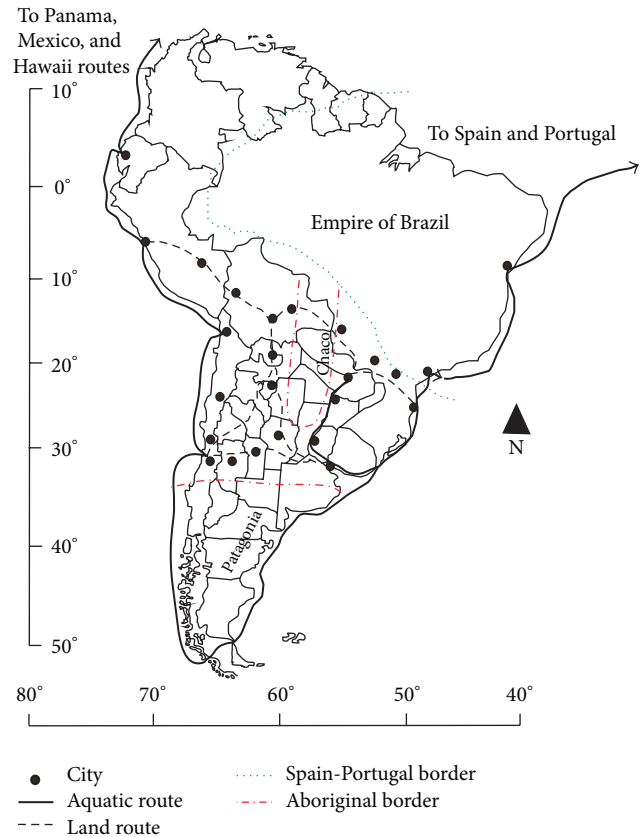 To Panama,
Mexico, and
Hawaii routes
10°
To Spain and Portugal
0°
Empire of Brazil
10°
Chaco
20°
N
30°
Patagonia
40°
50°
80° 70° 60° 50° 40°
City
Aquatic route
Land route
Spain-Portugal border
Aboriginal border